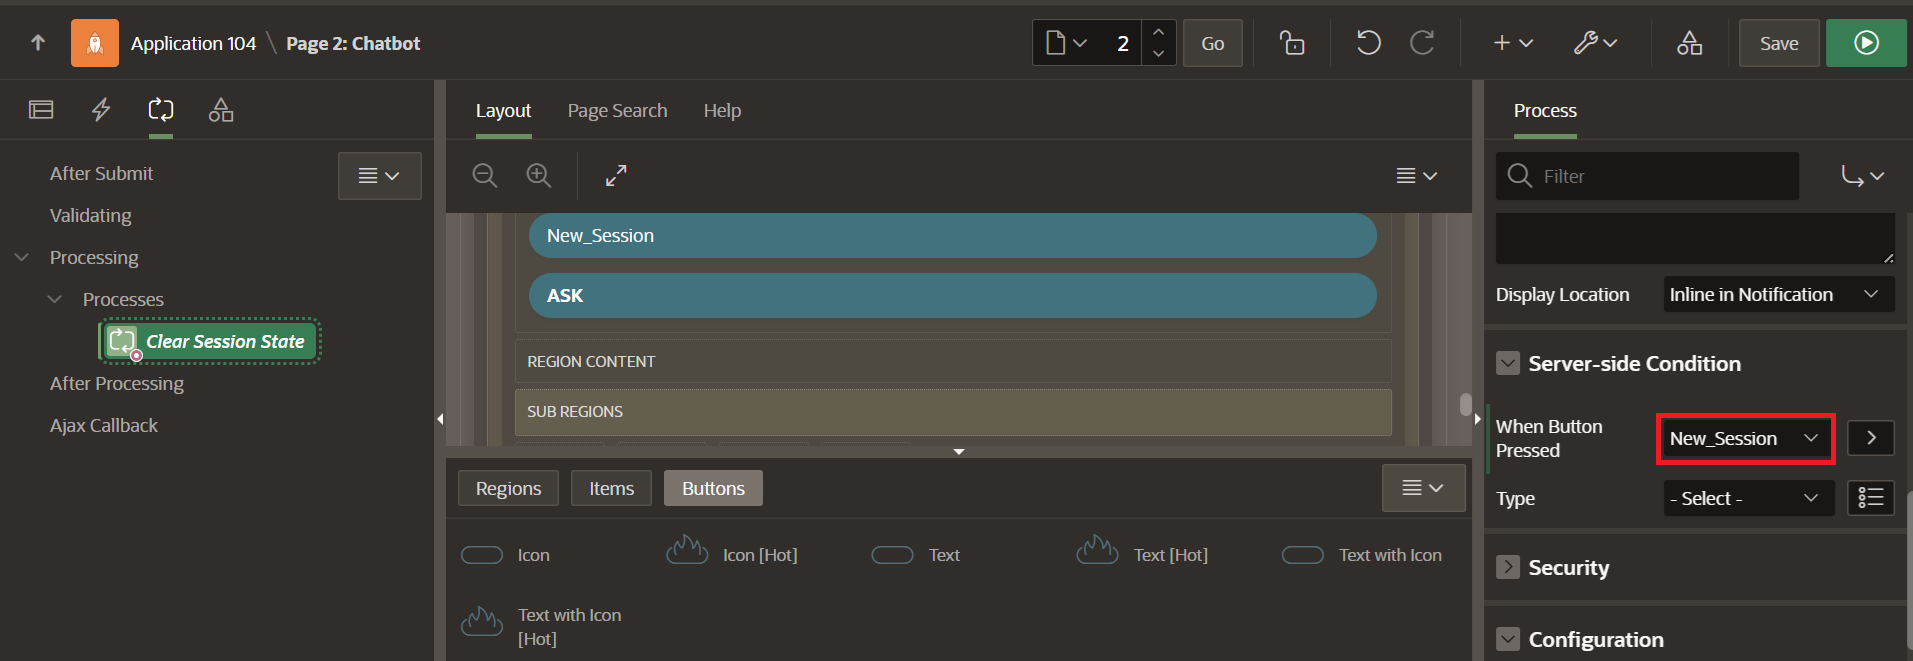 Application 104 \ Page 2: Chatbot
2
Go
Save
After Submit
Validating
Processing
Processes
Clear Session State
After Processing
Ajax Callback
Layout
Page Search
Help
New_Session
ASK
REGION CONTENT
SUB REGIONS
Regions
Items
Buttons
Icon
Icon [Hot]
Text
Text [Hot]
Text with Icon
Text with Icon
[Hot]
Process
Filter
Display Location
Inline in Notification
Server-side Condition
When Button
Pressed
New_Session
Type
- Select -
Security
Configuration